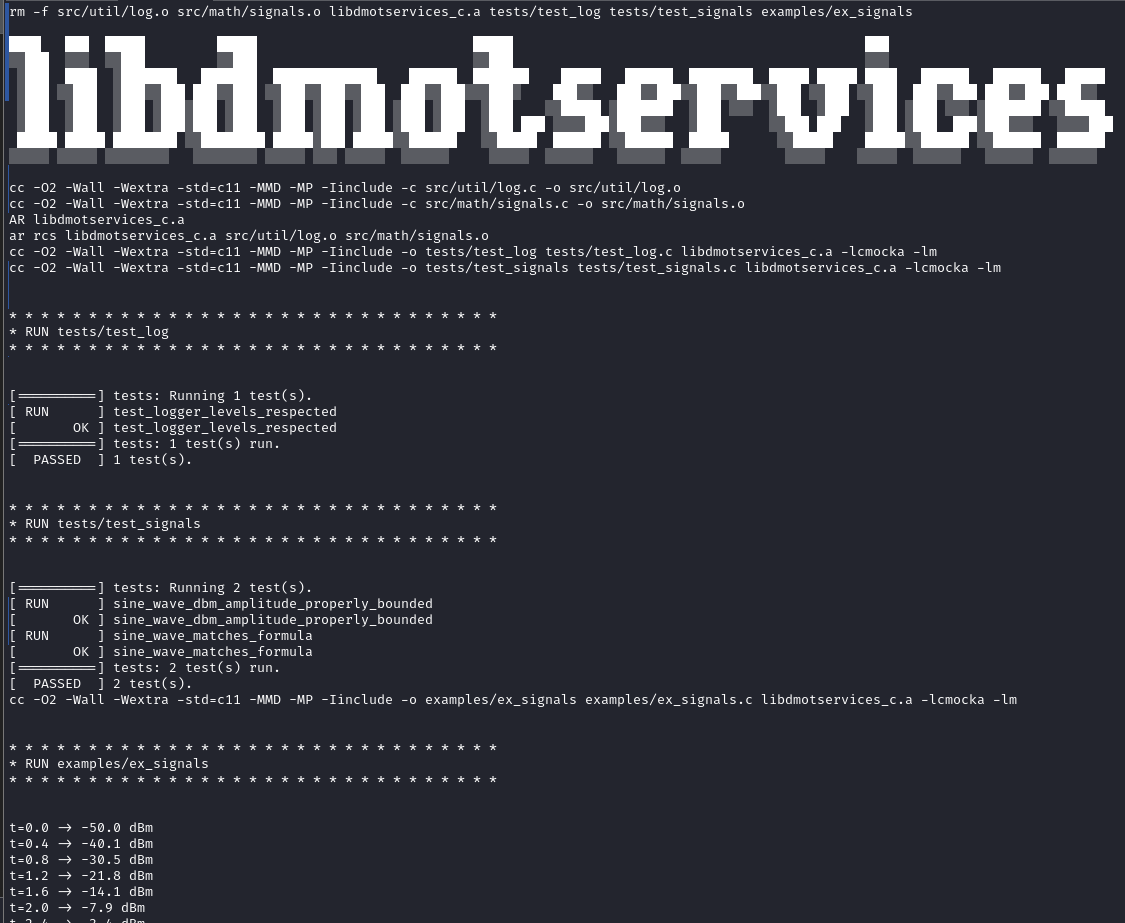 rm -f src/util/log.o src/math/signals.o libdmotservices_c.a tests/test_log tests/test_signals examples/ex_signals
libdmotservices
cc -O2 -Wall -Wextra -std=c11 -MMD -MP -Iinclude -c src/util/log.c -o src/util/log.o
cc -O2 -Wall -Wextra -std=c11 -MMD -MP -Iinclude -c src/math/signals.c -o src/math/signals.o
AR libdmotservices_c.a
ar rcs libdmotservices_c.a src/util/log.o src/math/signals.o
cc -O2 -Wall -Wextra -std=c11 -MMD -MP -Iinclude -o tests/test_log tests/test_log.c libdmotservices_c.a -lcmocka -lm
cc -O2 -Wall -Wextra -std=c11 -MMD -MP -Iinclude -o tests/test_signals tests/test_signals.c libdmotservices_c.a -lcmocka -lm
* * * * * * * * * * * * * * * * * * * * * * * * * * * * * * *
* RUN tests/test_log
* * * * * * * * * * * * * * * * * * * * * * * * * * * * * * *
[==========] tests: Running 1 test(s).
[ RUN      ] test_logger_levels_respected
[       OK ] test_logger_levels_respected
[==========] tests: 1 test(s) run.
[  PASSED  ] 1 test(s).
* * * * * * * * * * * * * * * * * * * * * * * * * * * * * * *
* RUN tests/test_signals
* * * * * * * * * * * * * * * * * * * * * * * * * * * * * * *
[==========] tests: Running 2 test(s).
[ RUN      ] sine_wave_dbm_amplitude_properly_bounded
[       OK ] sine_wave_dbm_amplitude_properly_bounded
[ RUN      ] sine_wave_matches_formula
[       OK ] sine_wave_matches_formula
[==========] tests: 2 test(s) run.
[  PASSED  ] 2 test(s).
cc -O2 -Wall -Wextra -std=c11 -MMD -MP -Iinclude -o examples/ex_signals examples/ex_signals.c libdmotservices_c.a -lcmocka -lm
* * * * * * * * * * * * * * * * * * * * * * * * * * * * * * *
* RUN examples/ex_signals
* * * * * * * * * * * * * * * * * * * * * * * * * * * * * * *
t=0.0 -> -50.0 dBm
t=0.4 -> -40.1 dBm
t=0.8 -> -30.5 dBm
t=1.2 -> -21.8 dBm
t=1.6 -> -14.1 dBm
t=2.0 -> -7.9 dBm